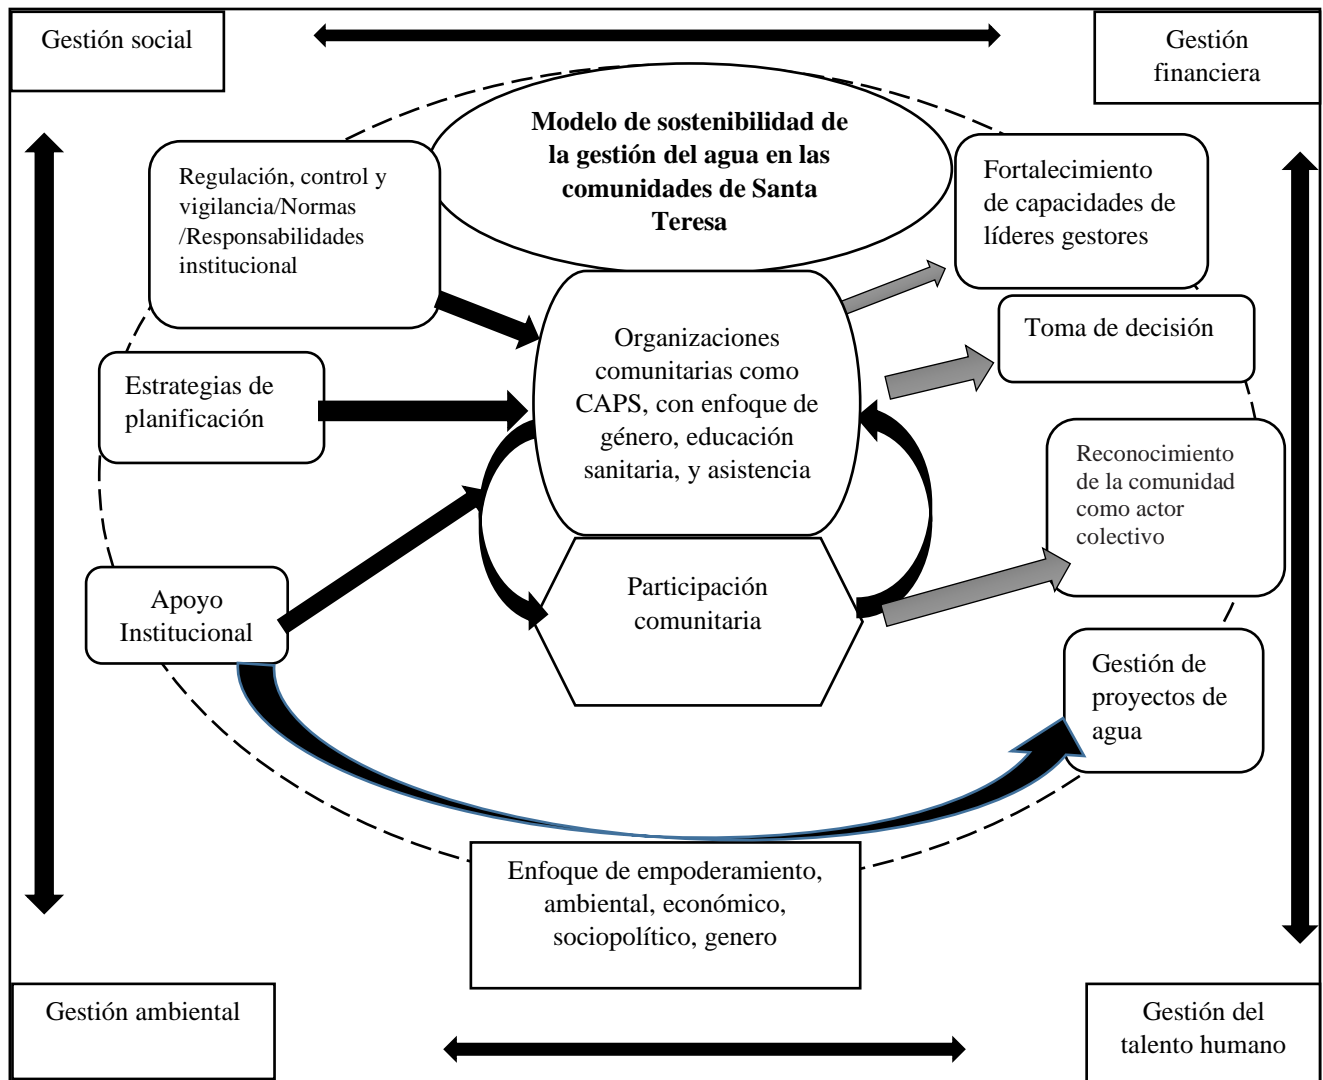 Gestión social
Gestión
financiera
Modelo de sostenibilidad de
la gestión del agua en las
comunidades de Santa
Teresa
Regulación, control y
vigilancia/Normas
/Responsabilidades
institucional
Fortalecimiento
de capacidades de
líderes gestores
Organizaciones
comunitarias como
CAPS, con enfoque de
género, educación
sanitaria, y asistencia
Toma de decisión
Estrategias de
planificación
Reconocimiento
de la comunidad
como actor
colectivo
Apoyo
Institucional
Participación
comunitaria
Gestión de
proyectos de
agua
Enfoque de empoderamiento,
ambiental, económico,
sociopolítico, genero
Gestión ambiental
Gestión del
talento humano